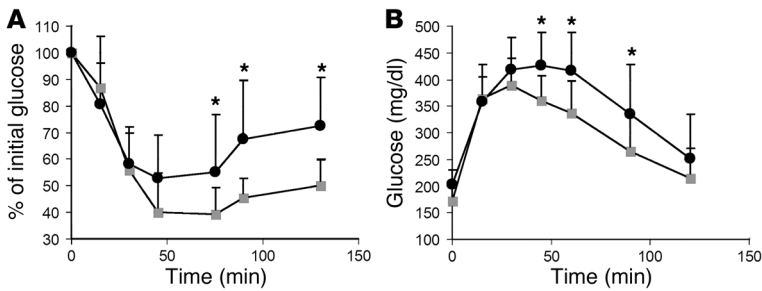 A
% of initial glucose
110
100
90
80
70
60
50
40
30
* * *
0 50 100 150
Time (min)
B
Glucose (mg/dl)
500
450
400
350
300
250
200
150
100
* * *
0 50 100 150
Time (min)